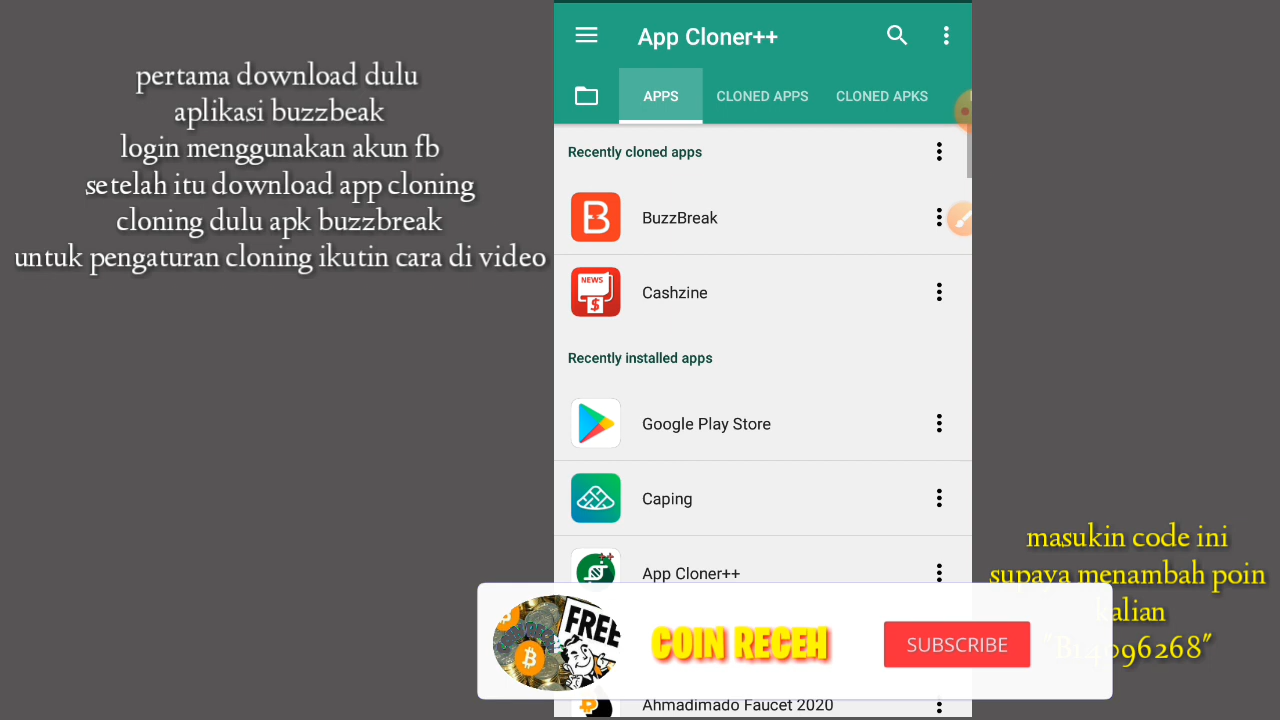 pertama download dulu
aplikasi buzzbeak
login menggunakan akun fb
setelah itu download app cloning
cloning dulu apk buzzbreak
untuk pengaturan cloning ikutin cara di video
App Cloner++
APPS
CLONED APPS
CLONED APKS
Recently cloned apps
BuzzBreak
NEWS
$
Cashzine
Recently installed apps
Google Play Store
Caping
App Cloner++
FREE
COIN RECEH
SUBSCRIBE
Ahmadimado Faucet 2020
masukin code ini
supaya menambah poin
kalian
"B14096268"